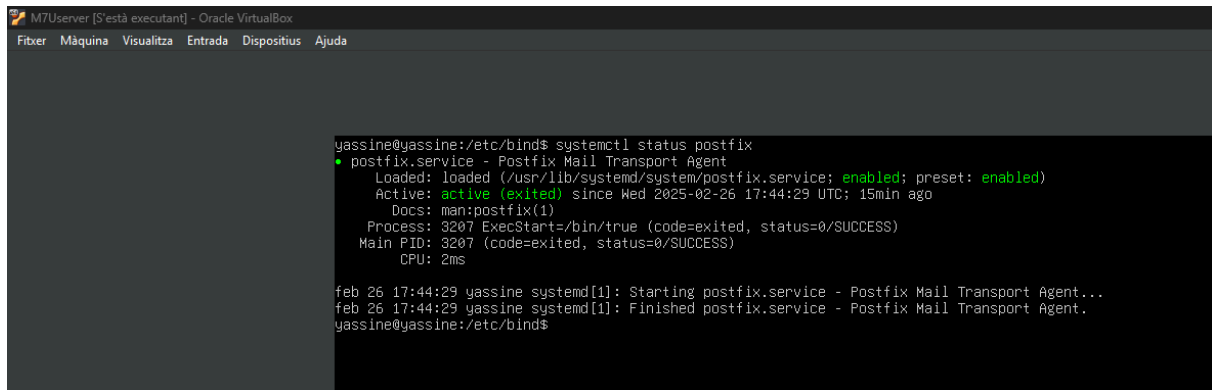 M7Userver [S'està executant] - Oracle VirtualBox
Fitxer Màquina Visualitza Entrada Dispositius Ajuda
yassine@yassine:/etc/bind$ systemctl status postfix
● postfix.service - Postfix Mail Transport Agent
Loaded: loaded (/usr/lib/systemd/system/postfix.service; enabled; preset: enabled)
Active: active (exited) since Wed 2025-02-26 17:44:29 UTC; 15min ago
Docs: man:postfix(1)
Process: 3207 ExecStart=/bin/true (code=exited, status=0/SUCCESS)
Main PID: 3207 (code=exited, status=0/SUCCESS)
CPU: 2ms
feb 26 17:44:29 yassine systemd[1]: Starting postfix.service - Postfix Mail Transport Agent...
feb 26 17:44:29 yassine systemd[1]: Finished postfix.service - Postfix Mail Transport Agent.
yassine@yassine:/etc/bind$